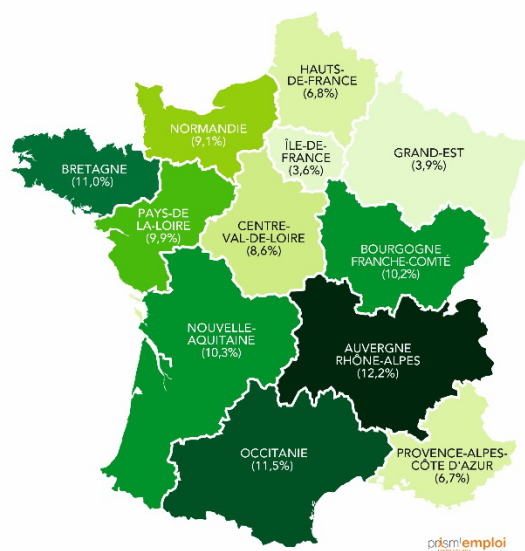 HAUTS-
DE-FRANCE
(6,8%)
NORMANDIE
(9,1%)
ÎLE-DE-
FRANCE
(3,6%)
GRAND-EST
(3,9%)
BRETAGNE
(11,0%)
PAYS-DE
LA-LOIRE
(9,9%)
CENTRE-
VAL-DE-LOIRE
(8,6%)
BOURGOGNE
FRANCHE-COMTÉ
(10,2%)
NOUVELLE-
AQUITAINE
(10,3%)
AUVERGNE
RHÔNE-ALPES
(12,2%)
OCCITANIE
(11,5%)
PROVENCE-ALPES-
CÔTE D'AZUR
(6,7%)
prism'emploi